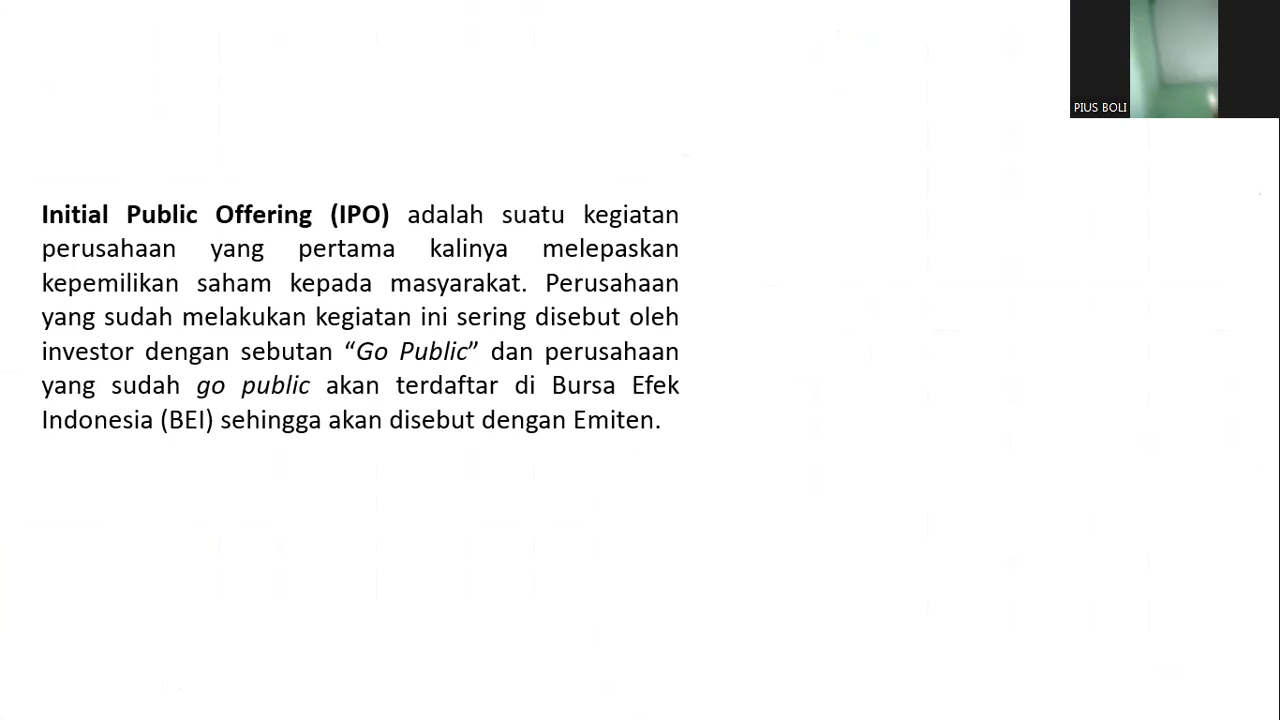 PIUS BOLI
Initial Public Offering (IPO) adalah suatu kegiatan
perusahaan yang pertama kalinya melepaskan
kepemilikan saham kepada masyarakat. Perusahaan
yang sudah melakukan kegiatan ini sering disebut oleh
investor dengan sebutan “Go Public” dan perusahaan
yang sudah go public akan terdaftar di Bursa Efek
Indonesia (BEI) sehingga akan disebut dengan Emiten.